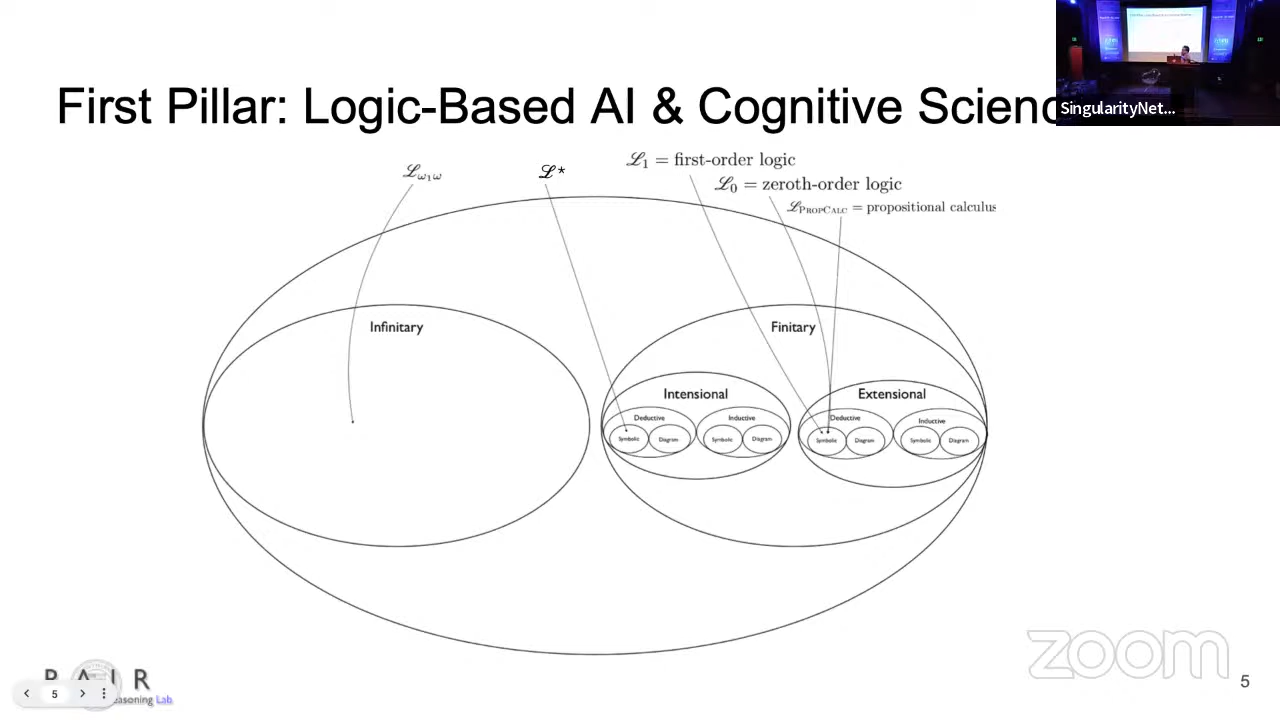 First Pillar: Logic-Based AI & Cognitive Scienc
SingularityNet...
ℒω₁ω
ℒ*
ℒ₁ = first-order logic
ℒ₀ = zeroth-order logic
ℒPROPCALC = propositional calculus
Infinitary
Finitary
Intensional
Extensional
Deductive
Inductive
Deductive
Inductive
Symbolic
Diagram
Symbolic
Diagram
Symbolic
Diagram
Symbolic
Diagram
zoom
R A I R
easoning Lab
5
5